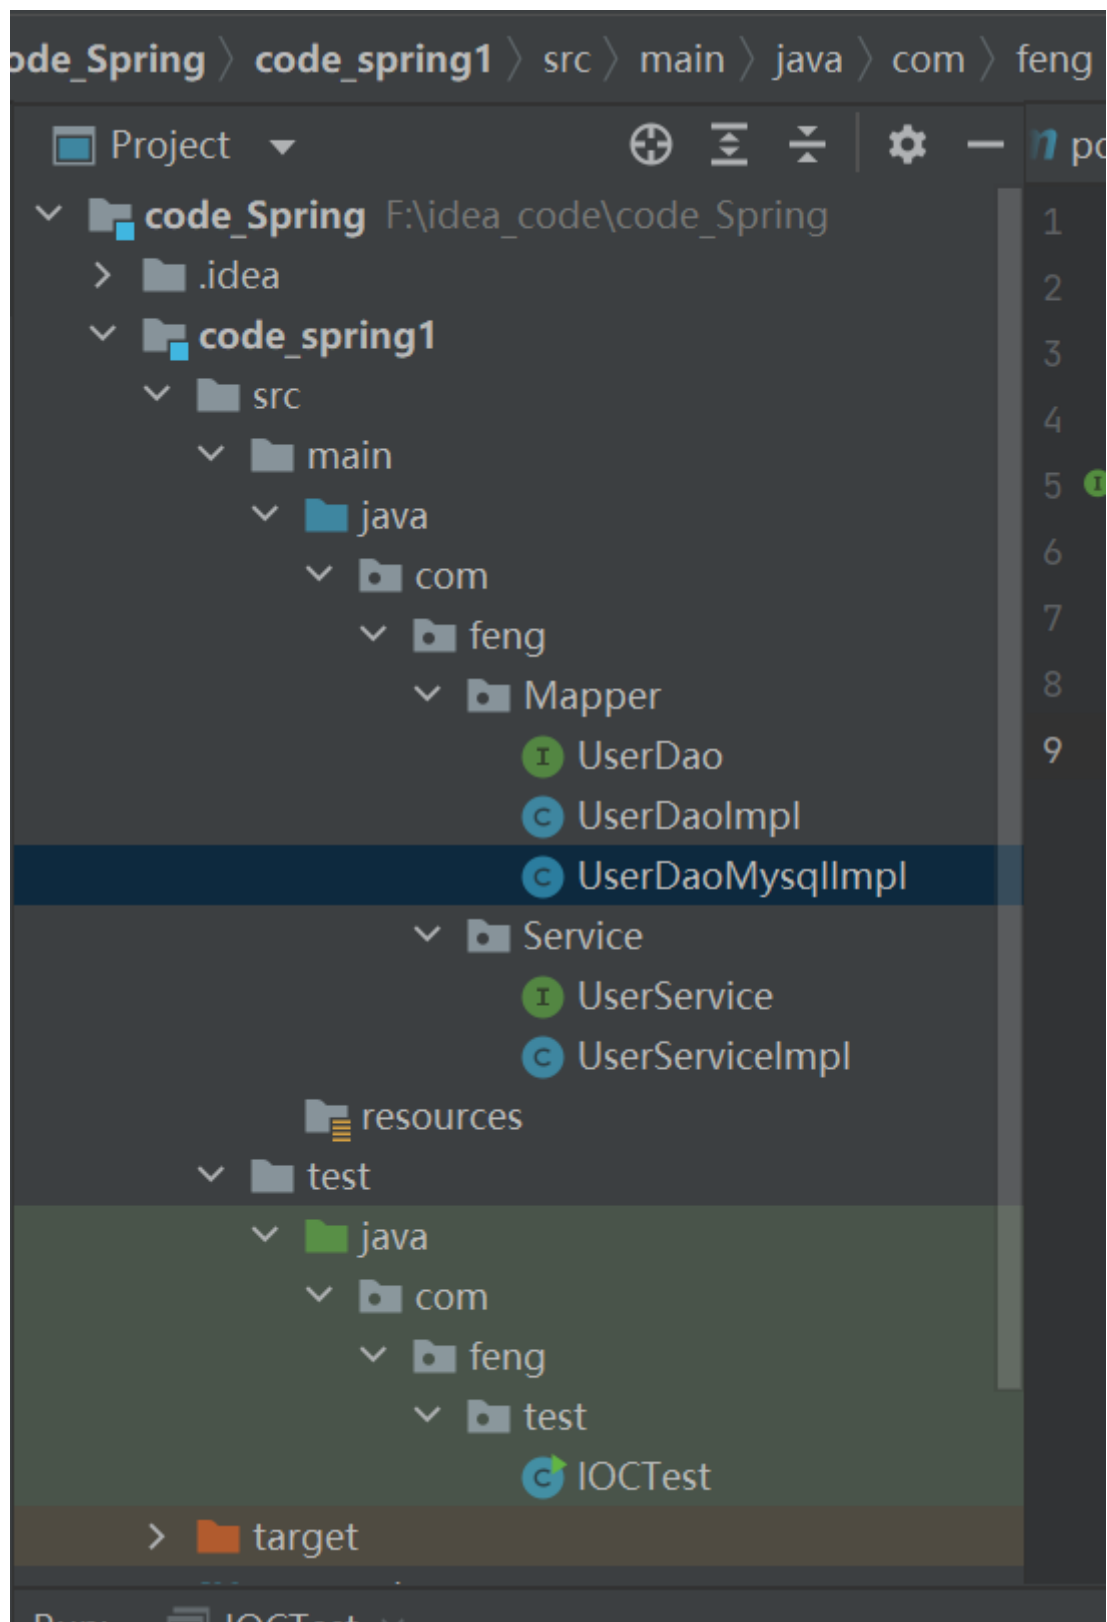 ode_Spring 〉 code_spring1 〉 src 〉 main 〉 java 〉 com 〉 feng
Project
code_Spring F:\idea_code\code_Spring
.idea
code_spring1
src
main
java
com
feng
Mapper
UserDao
UserDaoImpl
UserDaoMysqlImpl
Service
UserService
UserServiceImpl
resources
test
java
com
feng
test
IOCTest
target
IOCTest
po
1
2
3
4
5
6
7
8
9